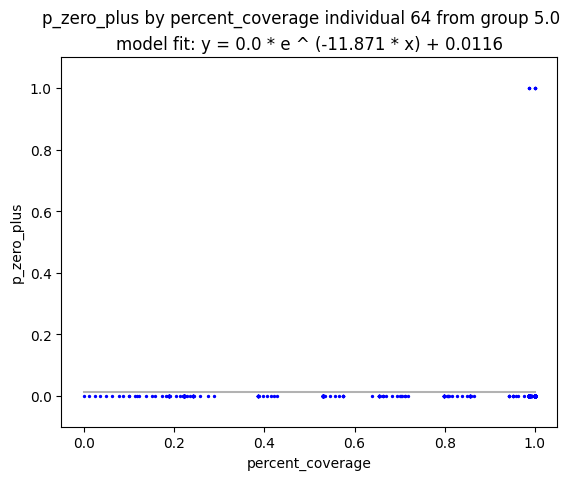 p_zero_plus by percent_coverage individual 64 from group 5.0
model fit: y = 0.0 * e ^ (-11.871 * x) + 0.0116
1.0
0.8
0.6
0.4
0.2
0.0
p_zero_plus
0.0 0.2 0.4 0.6 0.8 1.0
percent_coverage